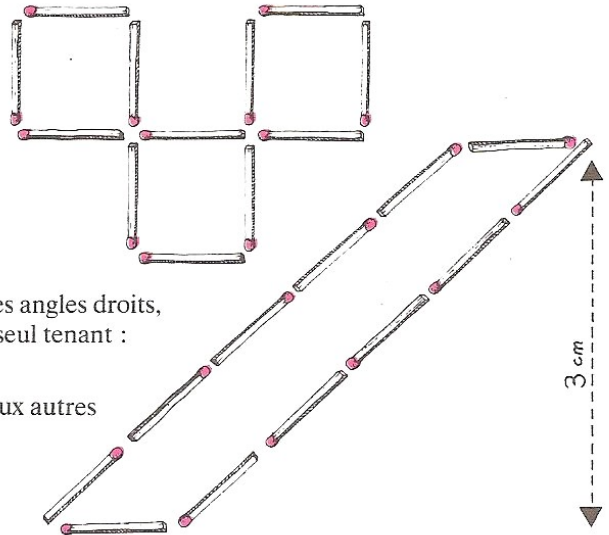 es angles droits,
seul tenant :
ux autres
3 cm